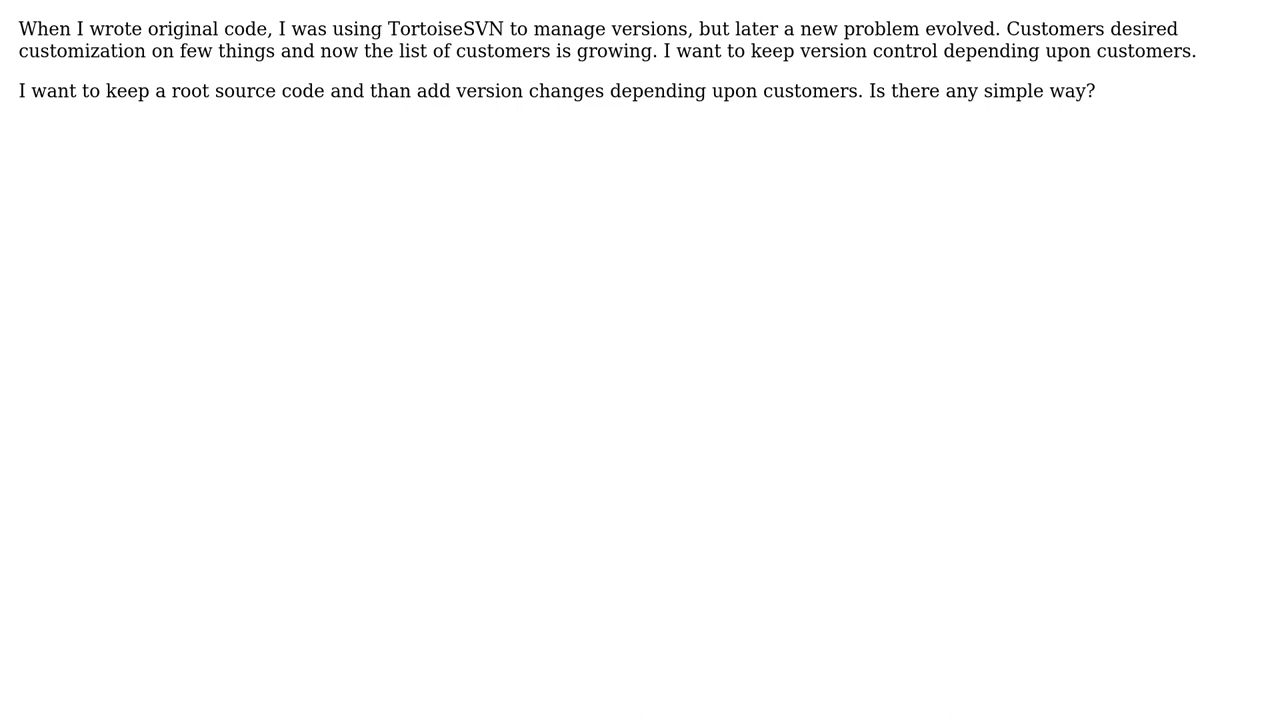 When I wrote original code, I was using TortoiseSVN to manage versions, but later a new problem evolved. Customers desired
customization on few things and now the list of customers is growing. I want to keep version control depending upon customers.
I want to keep a root source code and than add version changes depending upon customers. Is there any simple way?